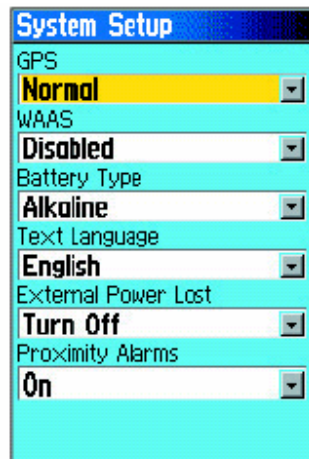 System Setup
GPS
Normal
WAAS
Disabled
Battery Type
Alkaline
Text Language
English
External Power Lost
Turn Off
Proximity Alarms
On